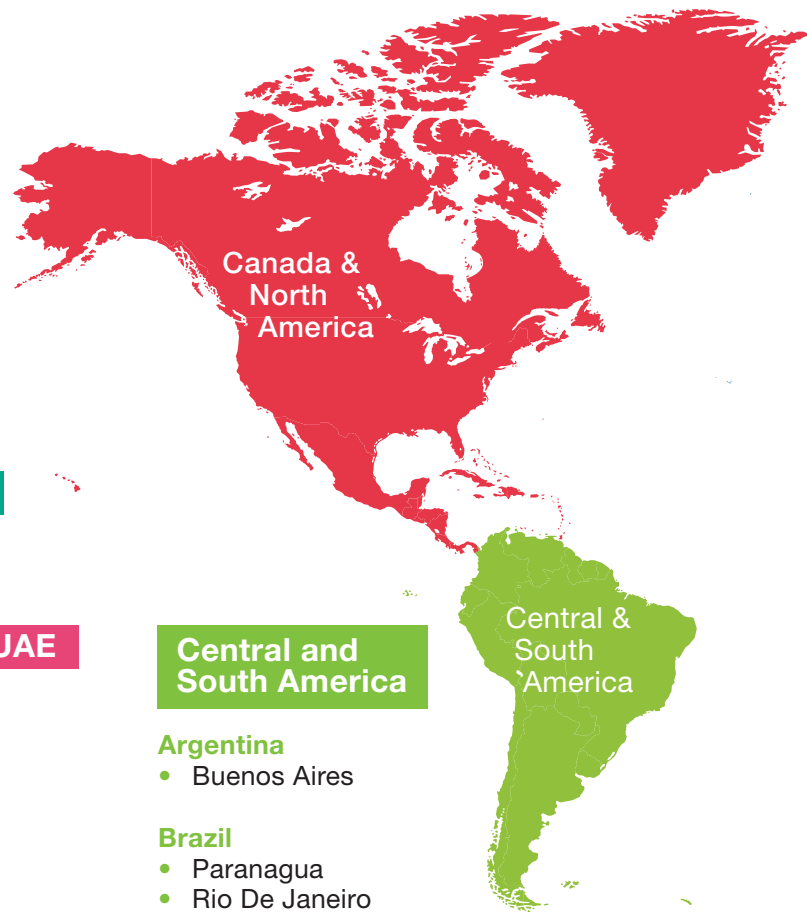 Canada &
North
America
UAE
Central and
South America
Central &
South
America
Argentina
• Buenos Aires
Brazil
• Paranagua
• Rio De Janeiro